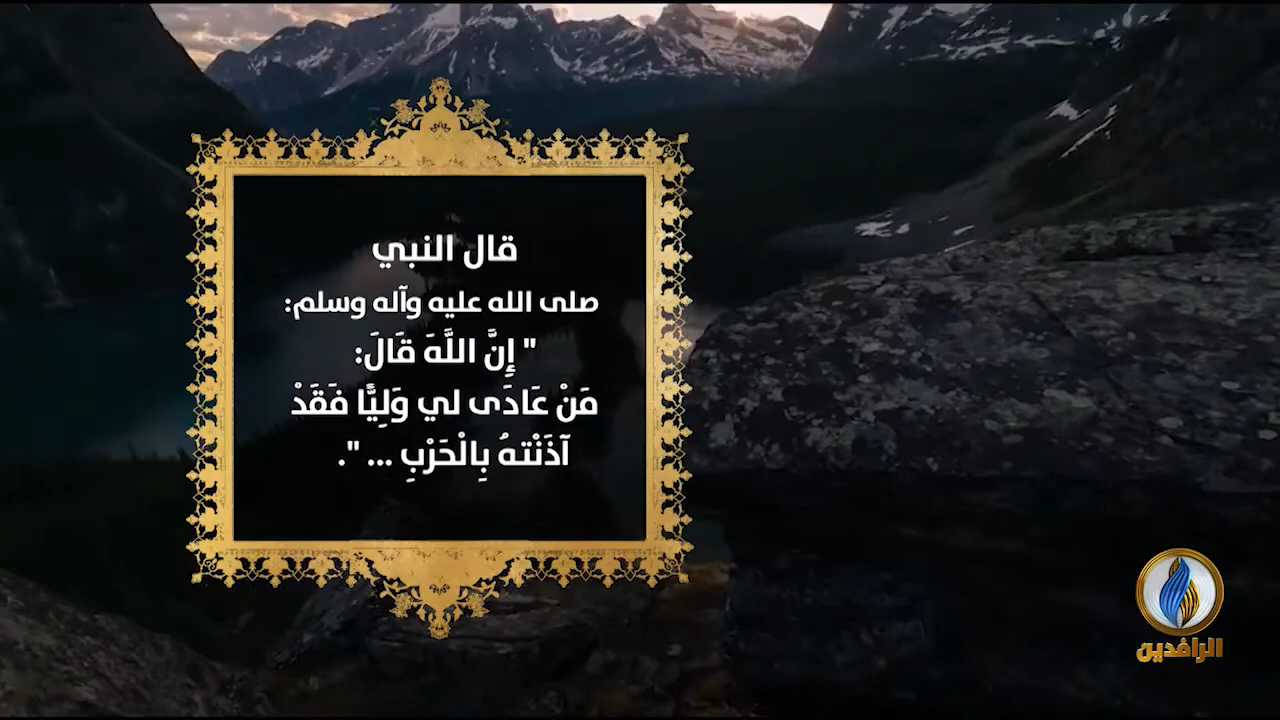 قال النبي
صلى الله عليه وآله وسلم:
" إِنَّ اللَّهَ قَالَ:
مَنْ عَادَى لي وَلِيًّا فَقَدْ
آذَنْتهُ بِالْحَرْبِ ... ".
الرافدين